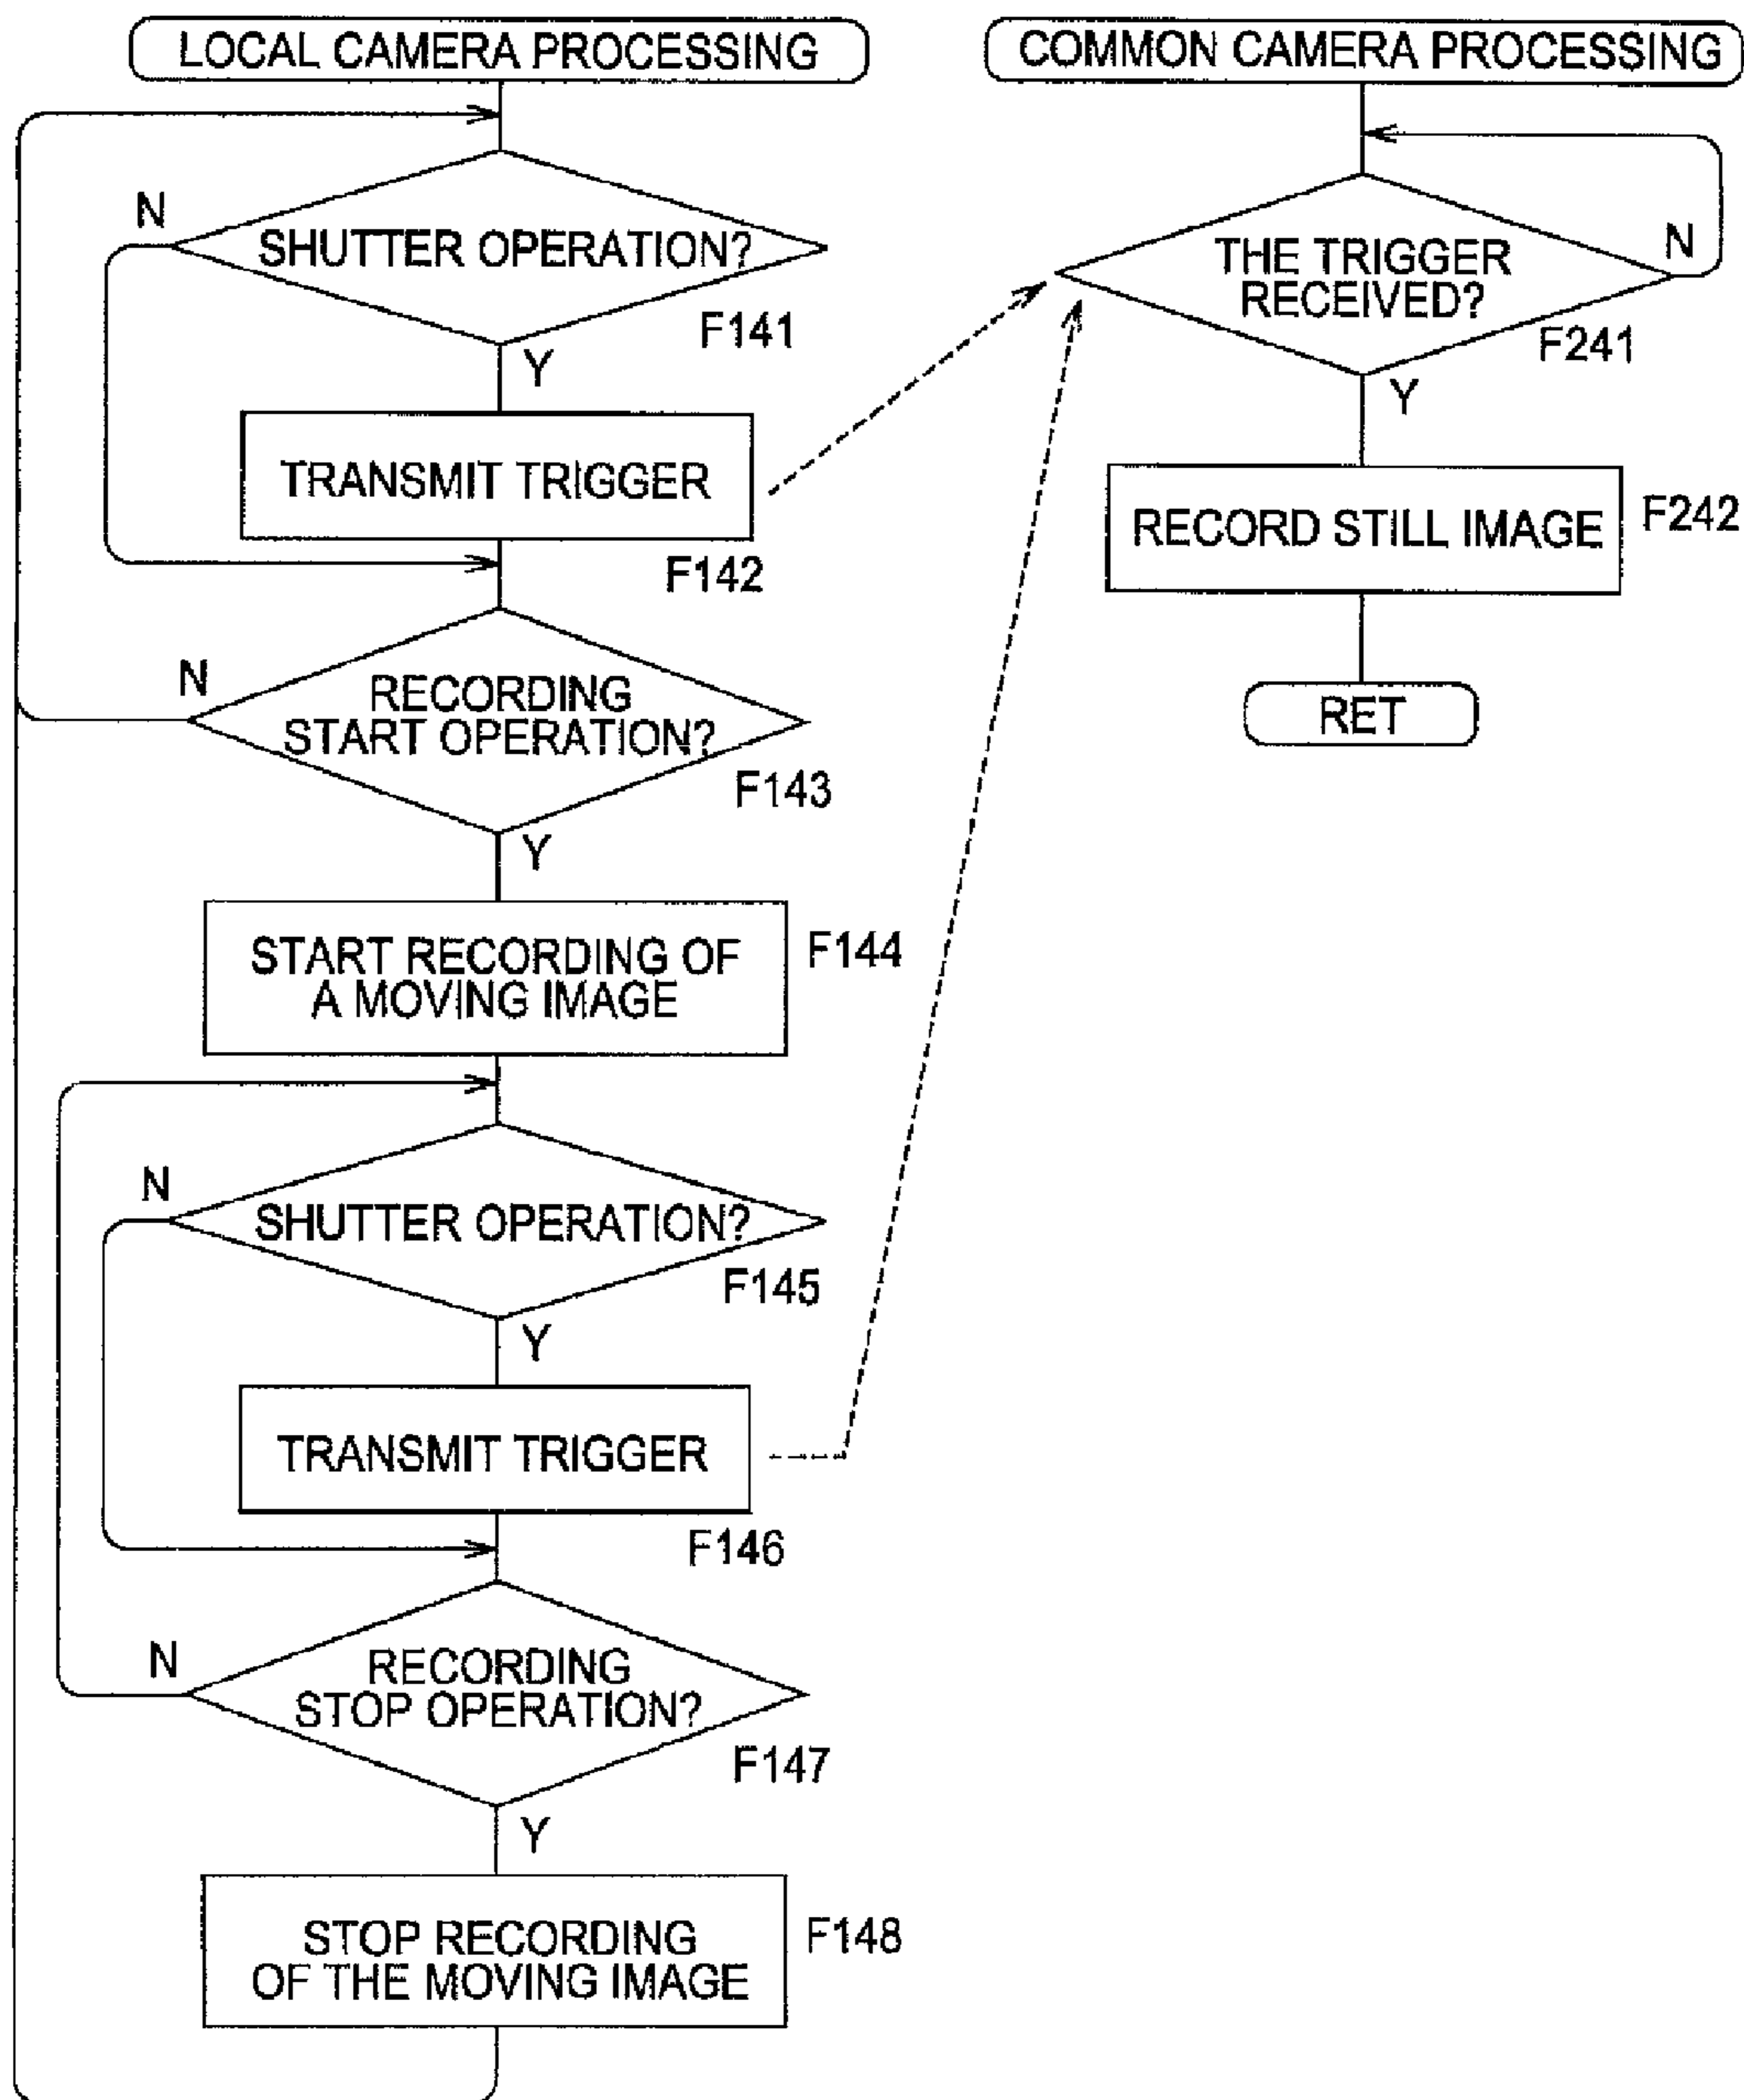 LOCAL CAMERA PROCESSING
N
SHUTTER OPERATION?
F141
Y
TRANSMIT TRIGGER
F142
N
RECORDING
START OPERATION?
F143
Y
START RECORDING OF
A MOVING IMAGE
F144
N
SHUTTER OPERATION?
F145
Y
TRANSMIT TRIGGER
F146
N
RECORDING
STOP OPERATION?
F147
Y
STOP RECORDING
OF THE MOVING IMAGE
F148
COMMON CAMERA PROCESSING
THE TRIGGER
RECEIVED?
N
F241
Y
RECORD STILL IMAGE
F242
RET